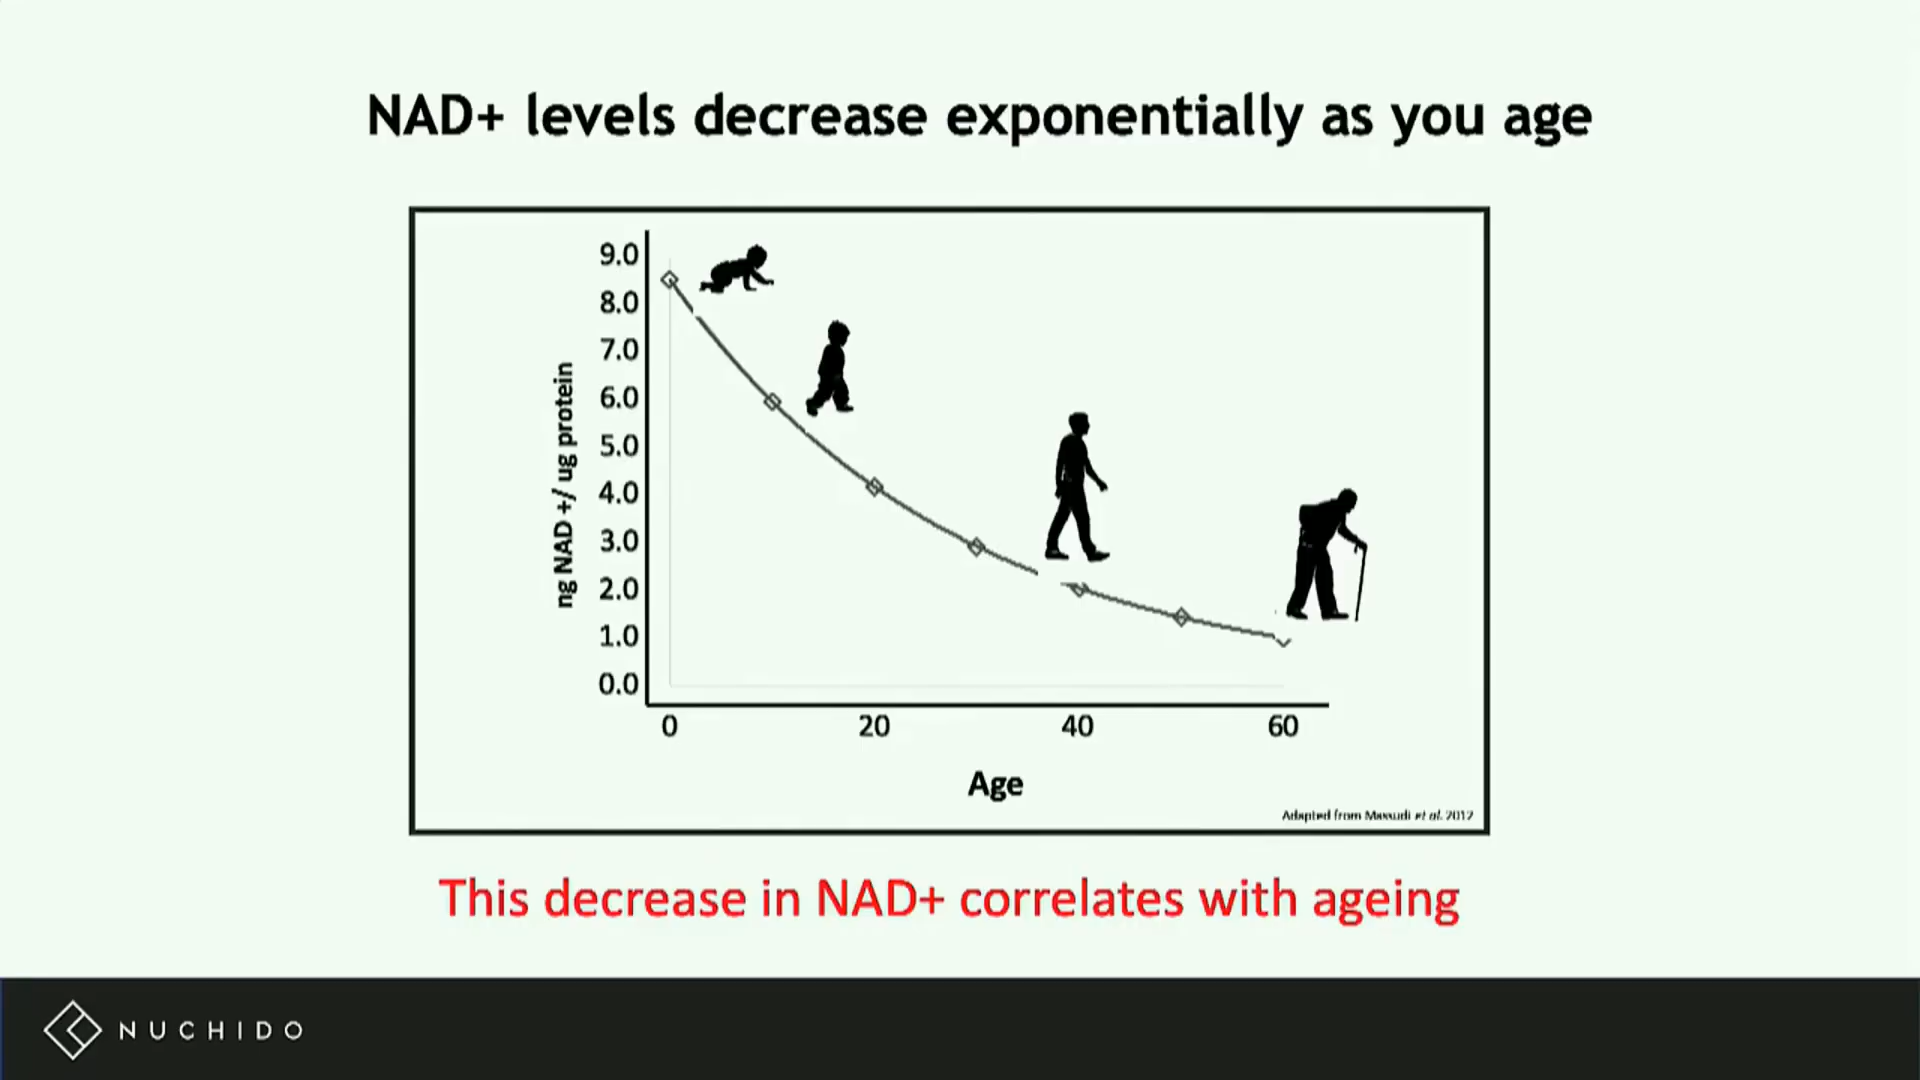 NAD+ levels decrease exponentially as you age
9.0
8.0
7.0
6.0
5.0
4.0
3.0
2.0
1.0
0.0
ng NAD +/ ug protein
0 20 40 60
Age
Adapted from Massudi et al. 2012
This decrease in NAD+ correlates with ageing
NUCHIDO